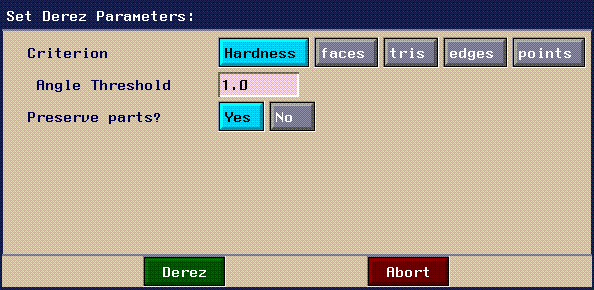 Set Derez Parameters:
Criterion Hardness faces tris edges points
Angle Threshold 1.0
Preserve parts? Yes No
Derez Abort